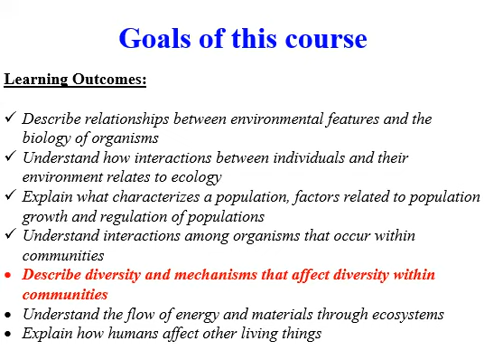 Goals of this course
Learning Outcomes:
✓ Describe relationships between environmental features and the
biology of organisms
✓ Understand how interactions between individuals and their
environment relates to ecology
✓ Explain what characterizes a population, factors related to population
growth and regulation of populations
✓ Understand interactions among organisms that occur within
communities
• Describe diversity and mechanisms that affect diversity within
communities
• Understand the flow of energy and materials through ecosystems
• Explain how humans affect other living things